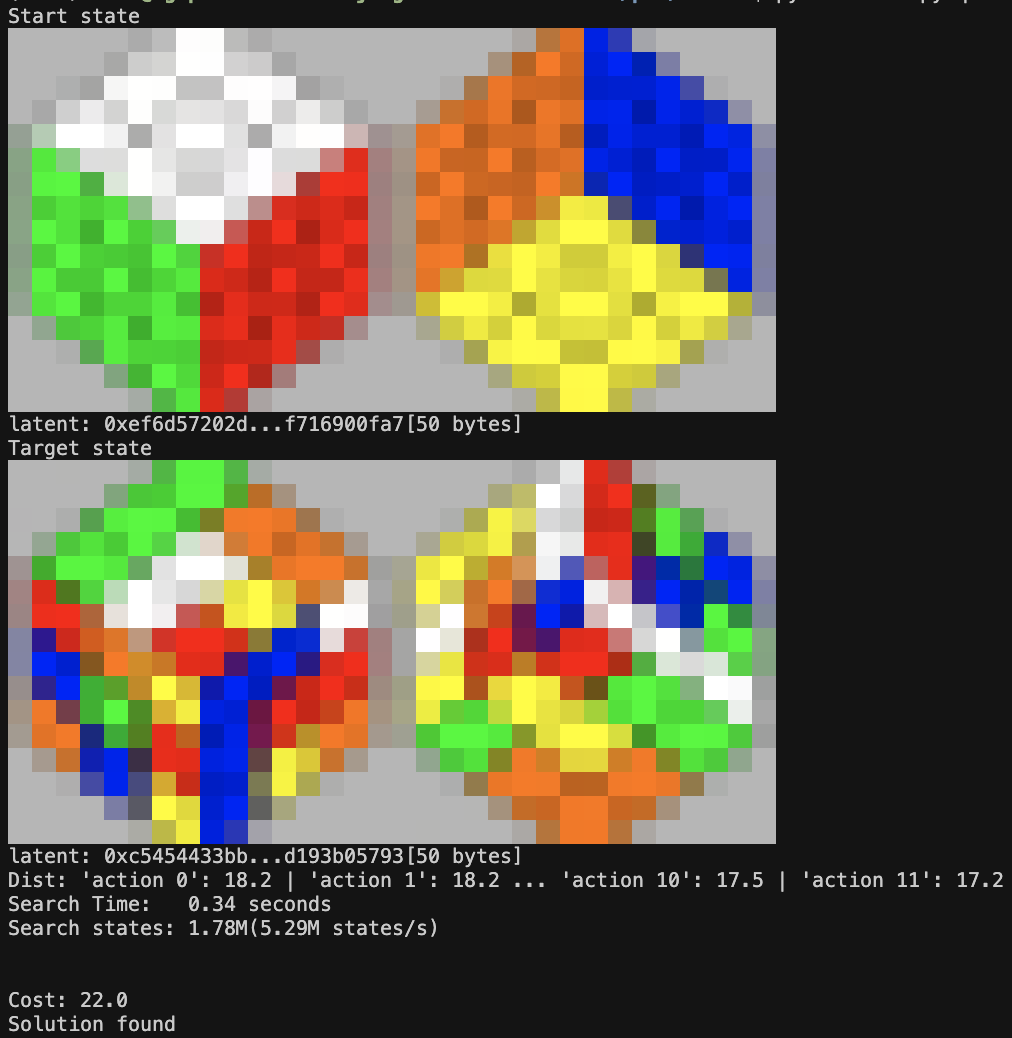 Start state
latent: 0xef6d57202d...f716900fa7[50 bytes]
Target state
latent: 0xc5454433bb...d193b05793[50 bytes]
Dist: 'action 0': 18.2 | 'action 1': 18.2 ... 'action 10': 17.5 | 'action 11': 17.2
Search Time:   0.34 seconds
Search states: 1.78M(5.29M states/s)
Cost: 22.0
Solution found